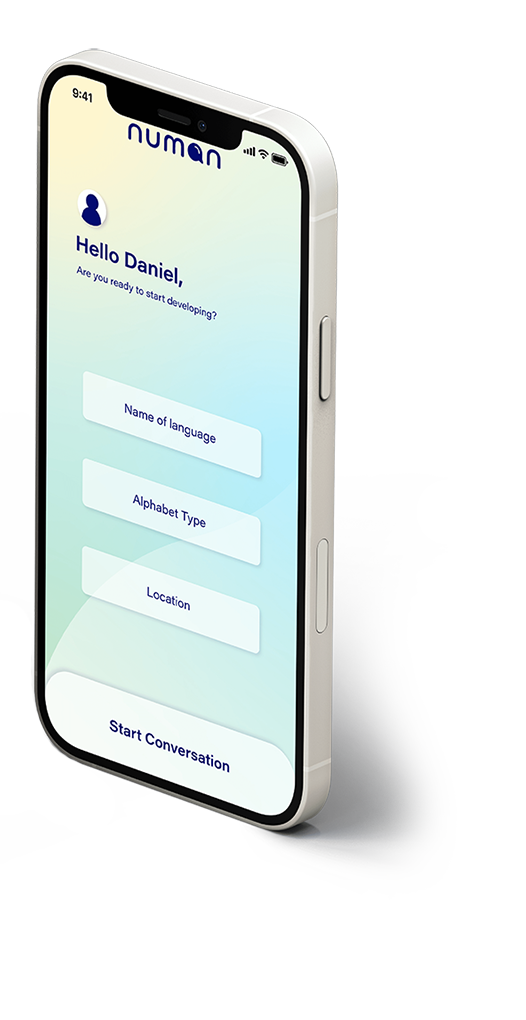 9:41
numan
Hello Daniel,
Are you ready to start developing?
Name of language
Alphabet Type
Location
Start Conversation